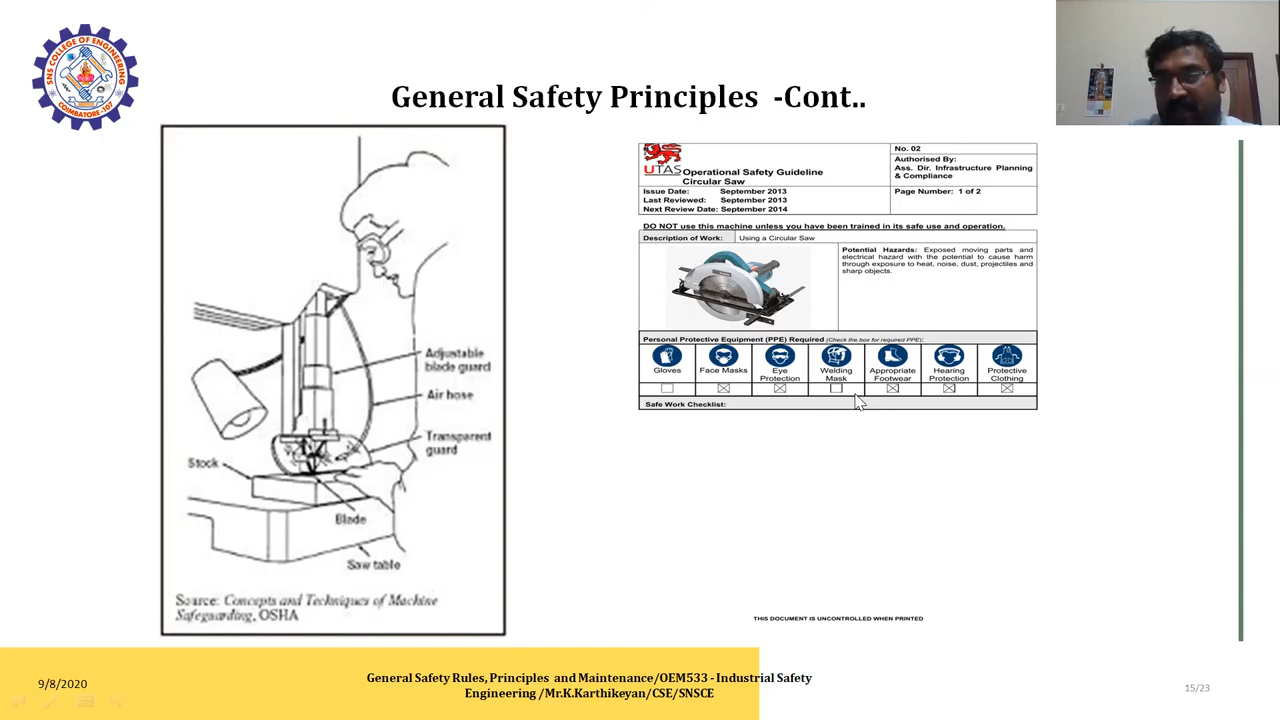 SNS COLLEGE OF ENGINEERING
COIMBATORE -107
General Safety Principles -Cont..
Adjustable
blade guard
Air hose
Transparent
guard
Stock
Blade
Saw table
Source: Concepts and Techniques of Machine
Safeguarding, OSHA
UTAS
Operational Safety Guideline
Circular Saw
No. 02
Authorised By:
Ass. Dir. Infrastructure Planning
& Compliance
Issue Date: September 2013
Last Reviewed: September 2013
Next Review Date: September 2014
Page Number: 1 of 2
DO NOT use this machine unless you have been trained in its safe use and operation.
Description of Work: Using a Circular Saw
Potential Hazards: Exposed moving parts and
electrical hazard with the potential to cause harm
through exposure to heat, noise, dust, projectiles and
sharp objects.
Personal Protective Equipment (PPE) Required (Check the box for required PPE):
Gloves
Face Masks
Eye
Protection
Welding
Mask
Appropriate
Footwear
Hearing
Protection
Protective
Clothing
Safe Work Checklist:
THIS DOCUMENT IS UNCONTROLLED WHEN PRINTED
9/8/2020
General Safety Rules, Principles and Maintenance/OEM533 - Industrial Safety
Engineering /Mr.K.Karthikeyan/CSE/SNSCE
15/23